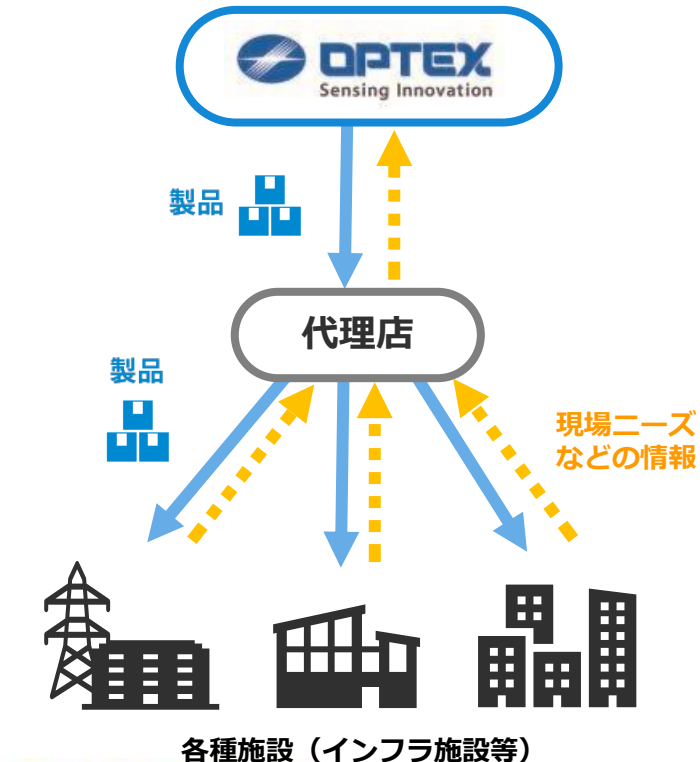 OPTEX
Sensing Innovation
製品
代理店
製品
現場ニーズ
などの情報
各種施設（インフラ施設等）